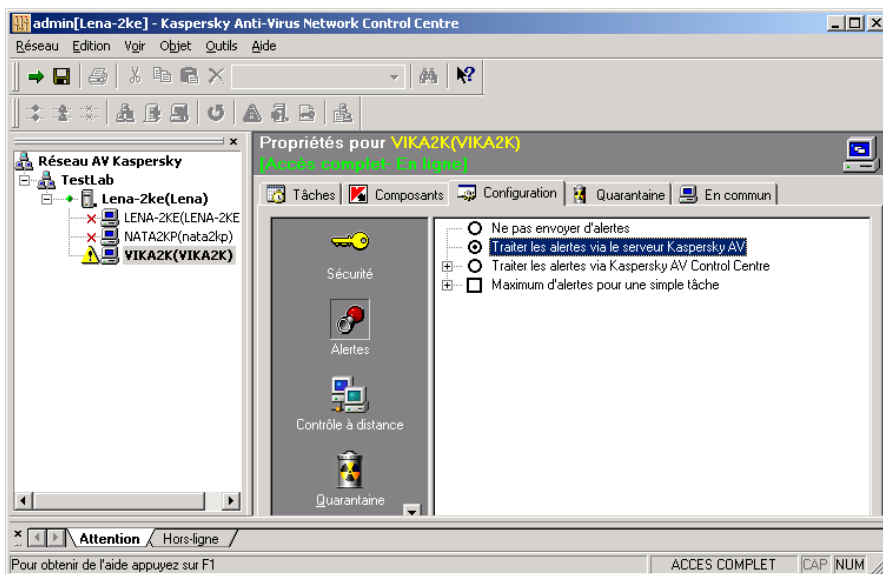 admin[Lena-2ke] - Kaspersky Anti-Virus Network Control Centre
Réseau Edition Voir Objet Outils Aide
Propriétés pour VIKA2K(VIKA2K)
[Accès complet- En ligne]
Réseau AV Kaspersky
TestLab
Lena-2ke(Lena)
LENA-2KE(LENA-2KE
NATA2KP(nata2kp)
VIKA2K(VIKA2K)
Tâches Composants Configuration Quarantaine En commun
Sécurité
Alertes
Contrôle à distance
Quarantaine
Ne pas envoyer d'alertes
Traiter les alertes via le serveur Kaspersky AV
Traiter les alertes via Kaspersky AV Control Centre
Maximum d'alertes pour une simple tâche
Attention Hors-ligne
Pour obtenir de l'aide appuyez sur F1
ACCES COMPLET CAP NUM